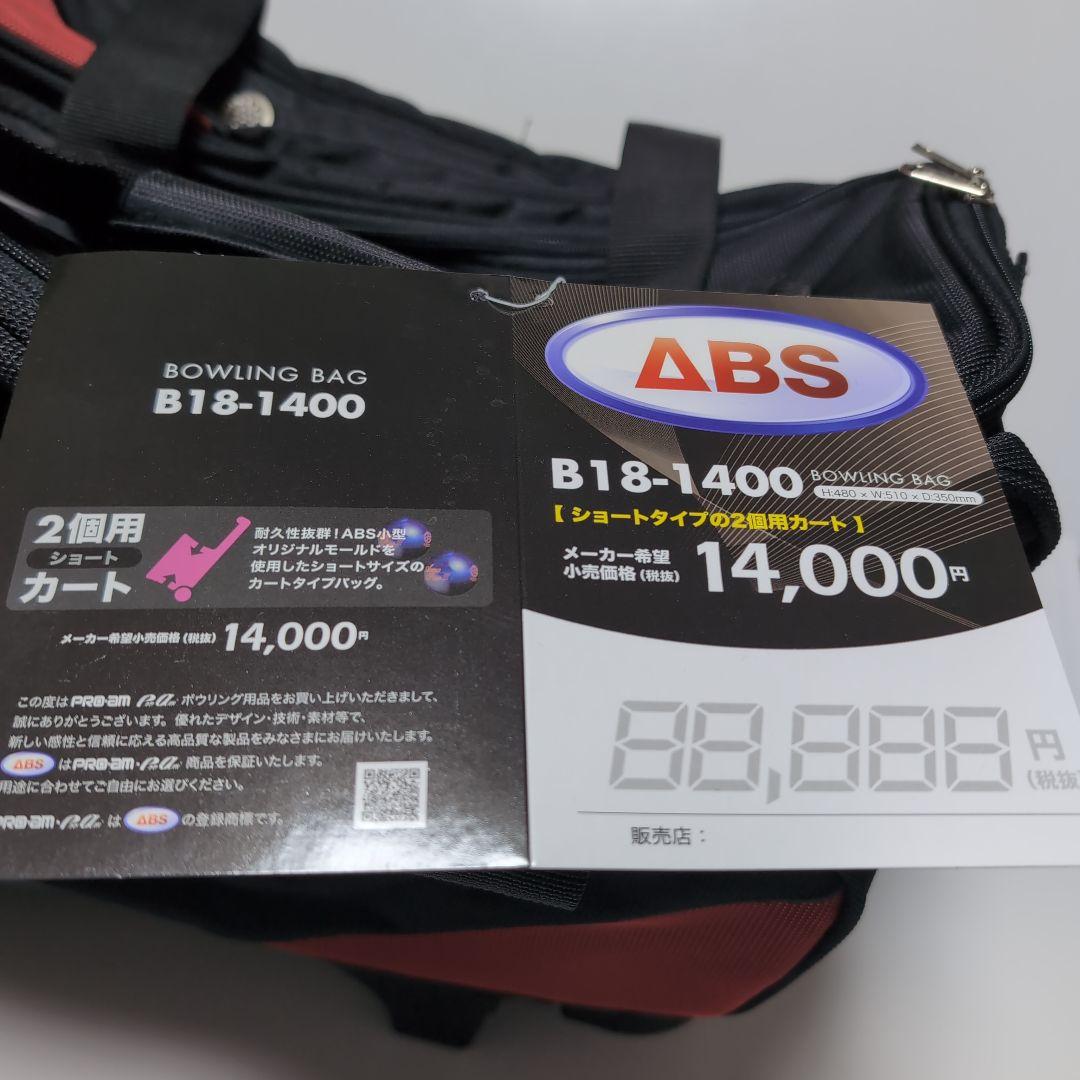 BOWLING BAG
B18-1400
2個用
ショート
カート
耐久性抜群!ABS小型
オリジナルモールドを
使用したショートサイズの
カートタイプバッグ。
メーカー希望小売価格(税抜) 14,000円
この度はPRO-am P.a. ボウリング用品をお買い上げいただきまして、
誠にありがとうございます。優れたデザイン・技術・素材等で、
新しい感性と信頼に応える高品質な製品をみなさまにお届けいたします。
ABS はPRO-am・P.a. 商品を保証いたします。
用途に合わせてご自由にお選びください。
PRO-am・P.a. は ABS の登録商標です。
ABS
B18-1400 BOWLING BAG
H:480 × W:510 × D:350mm
【 ショートタイプの2個用カート 】
メーカー希望
小売価格(税抜) 14,000円
88,888円
(税抜)
販売店: